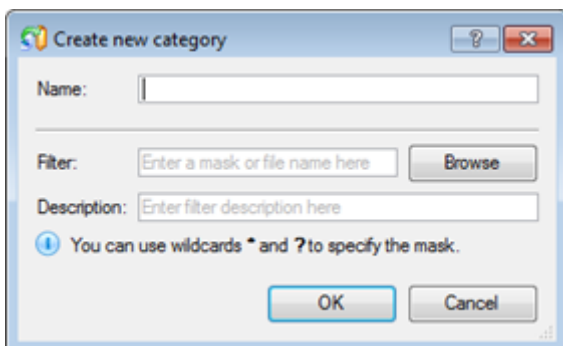 Create new category
Name:
Filter: Enter a mask or file name here Browse
Description: Enter filter description here
You can use wildcards * and ? to specify the mask.
OK Cancel